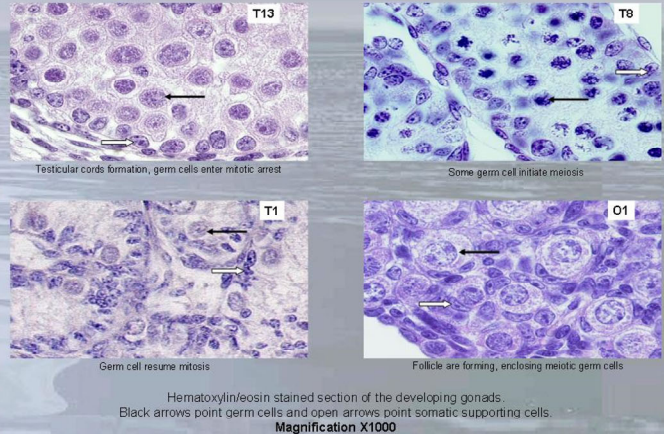 T13
T8
Testicular cords formation, germ cells enter mitotic arrest
Some germ cell initiate meiosis
T1
O1
Germ cell resume mitosis
Follicle are forming, enclosing meiotic germ cells
Hematoxylin/eosin stained section of the developing gonads.
Black arrows point germ cells and open arrows point somatic supporting cells.
Magnification X1000